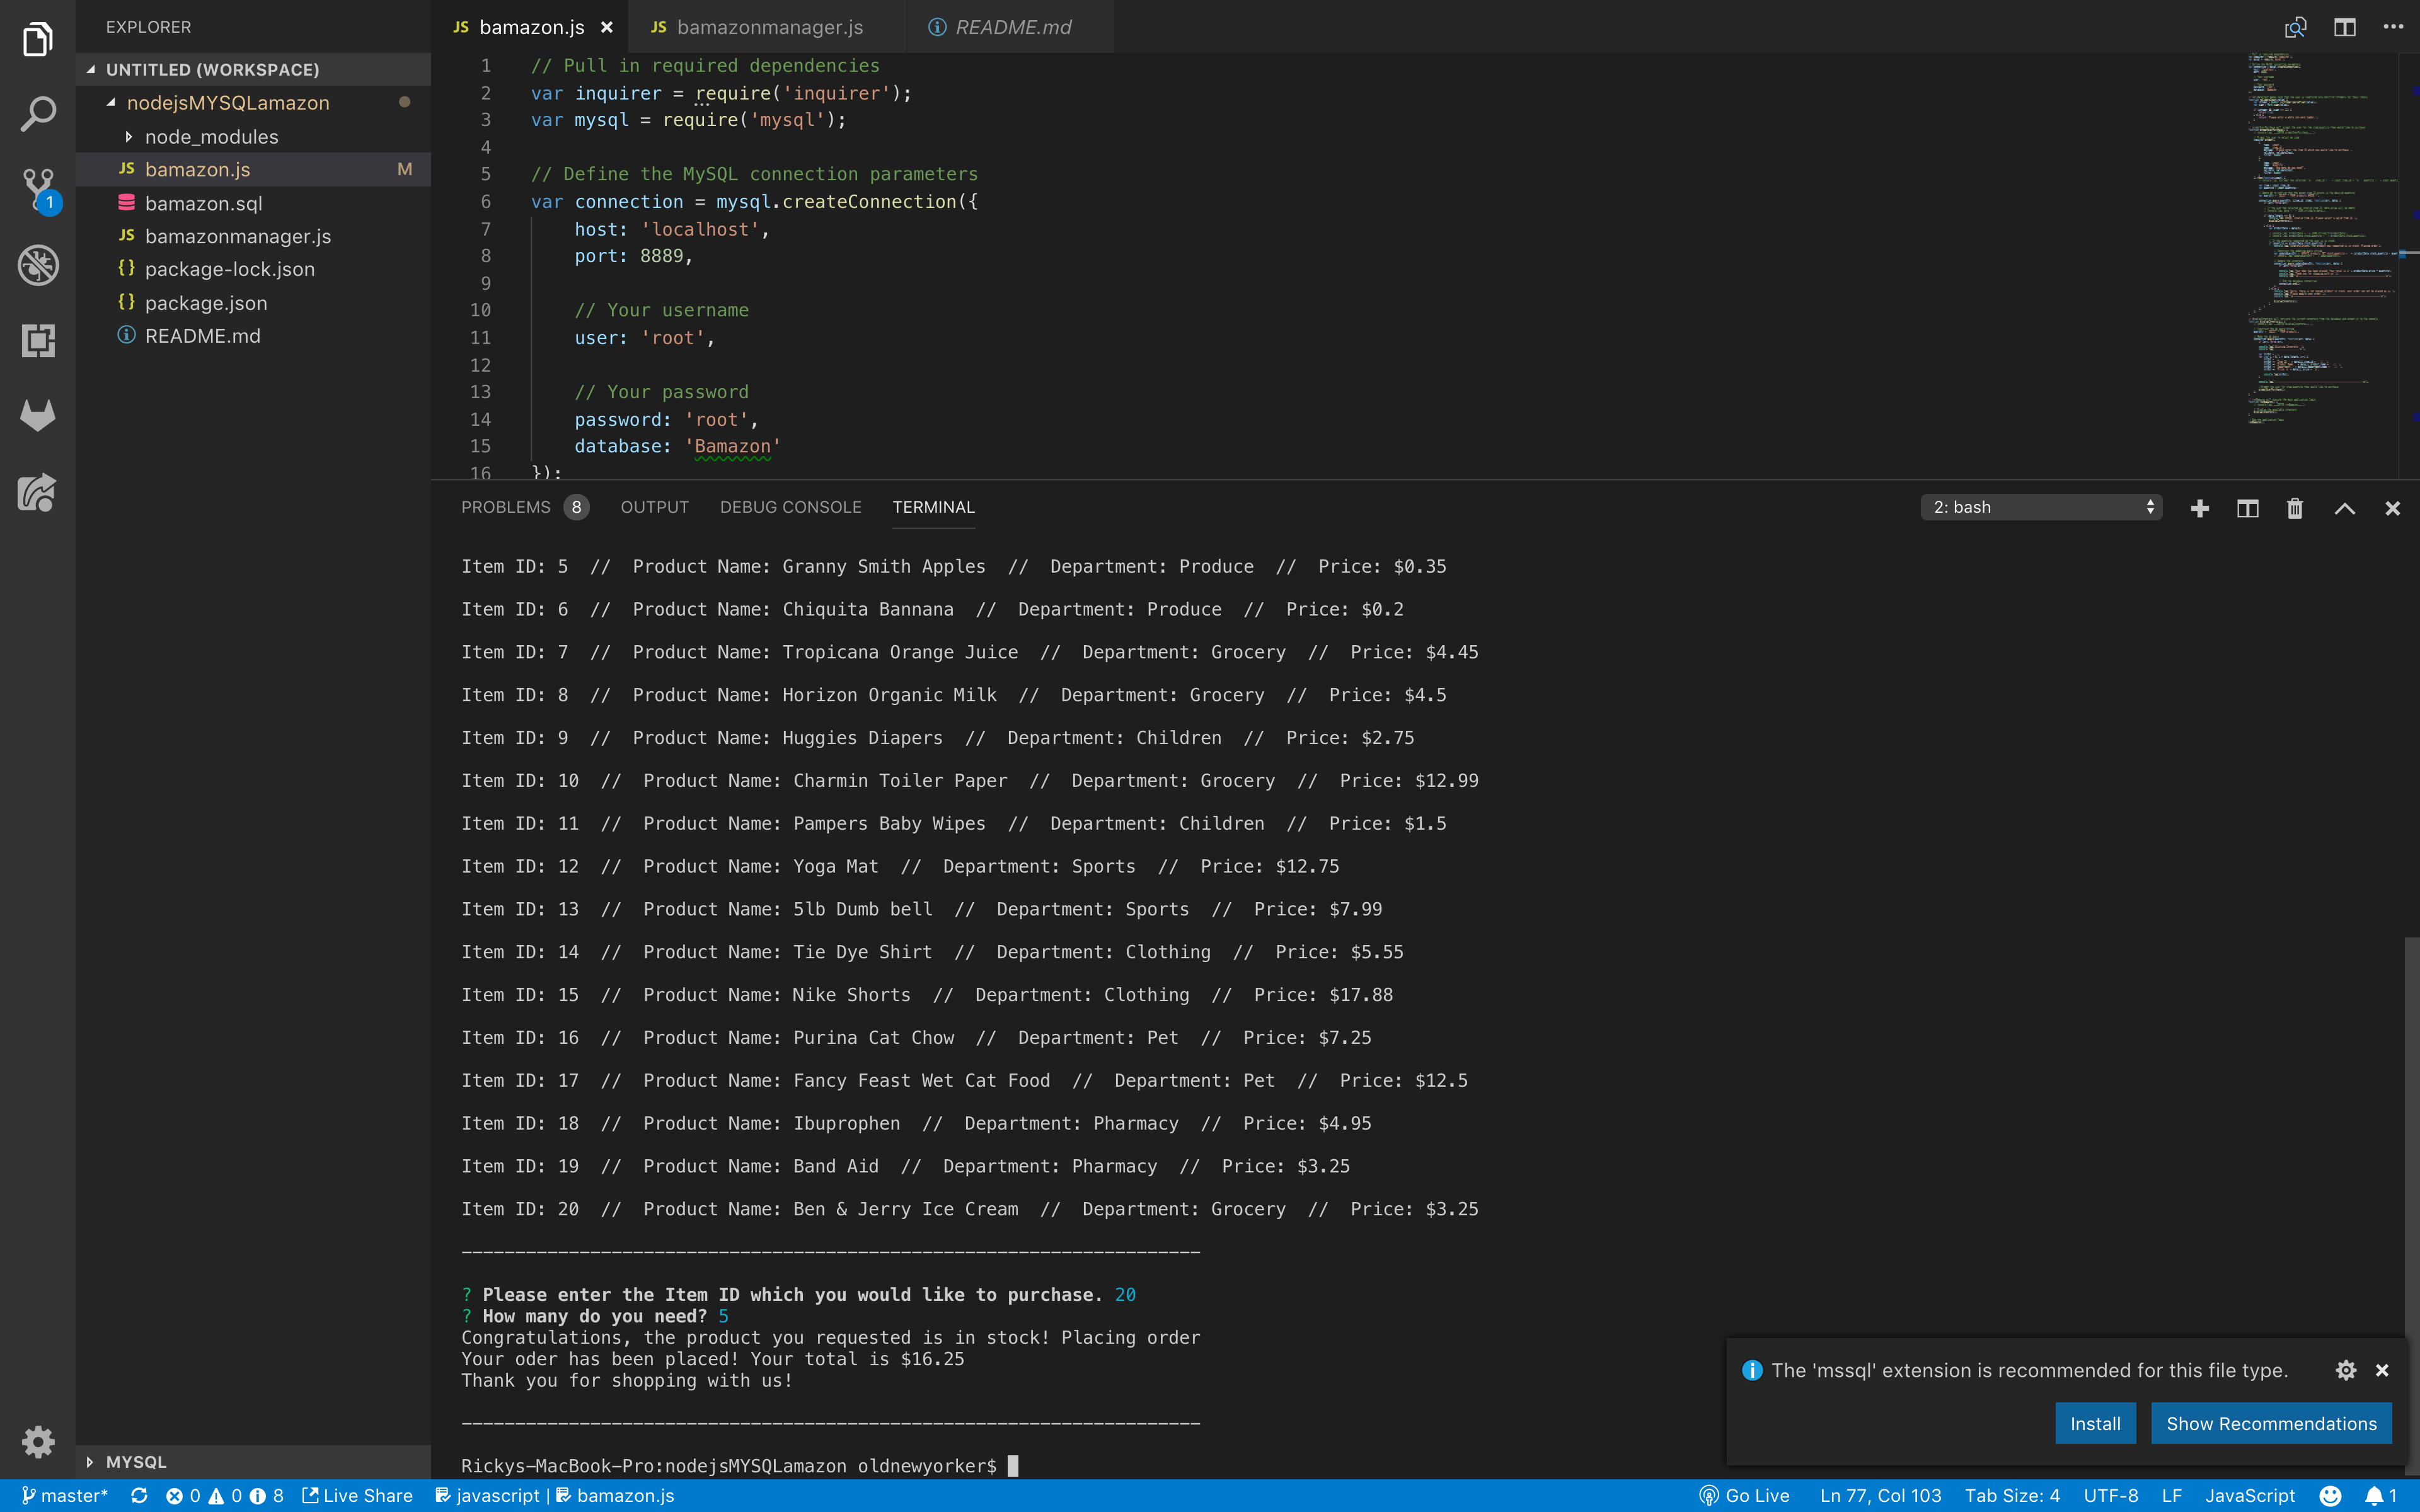 EXPLORER
UNTITLED (WORKSPACE)
nodejsMYSQLamazon
node_modules
JS bamazon.js M
bamazon.sql
JS bamazonmanager.js
{} package-lock.json
{} package.json
README.md
1
MYSQL
JS bamazon.js × JS bamazonmanager.js README.md
1 // Pull in required dependencies
2 var inquirer = require('inquirer');
3 var mysql = require('mysql');
4
5 // Define the MySQL connection parameters
6 var connection = mysql.createConnection({
7 host: 'localhost',
8 port: 8889,
9
10 // Your username
11 user: 'root',
12
13 // Your password
14 password: 'root',
15 database: 'Bamazon'
16 });
PROBLEMS 8 OUTPUT DEBUG CONSOLE TERMINAL 2: bash
Item ID: 5 // Product Name: Granny Smith Apples // Department: Produce // Price: $0.35
Item ID: 6 // Product Name: Chiquita Bannana // Department: Produce // Price: $0.2
Item ID: 7 // Product Name: Tropicana Orange Juice // Department: Grocery // Price: $4.45
Item ID: 8 // Product Name: Horizon Organic Milk // Department: Grocery // Price: $4.5
Item ID: 9 // Product Name: Huggies Diapers // Department: Children // Price: $2.75
Item ID: 10 // Product Name: Charmin Toiler Paper // Department: Grocery // Price: $12.99
Item ID: 11 // Product Name: Pampers Baby Wipes // Department: Children // Price: $1.5
Item ID: 12 // Product Name: Yoga Mat // Department: Sports // Price: $12.75
Item ID: 13 // Product Name: 5lb Dumb bell // Department: Sports // Price: $7.99
Item ID: 14 // Product Name: Tie Dye Shirt // Department: Clothing // Price: $5.55
Item ID: 15 // Product Name: Nike Shorts // Department: Clothing // Price: $17.88
Item ID: 16 // Product Name: Purina Cat Chow // Department: Pet // Price: $7.25
Item ID: 17 // Product Name: Fancy Feast Wet Cat Food // Department: Pet // Price: $12.5
Item ID: 18 // Product Name: Ibuprophen // Department: Pharmacy // Price: $4.95
Item ID: 19 // Product Name: Band Aid // Department: Pharmacy // Price: $3.25
Item ID: 20 // Product Name: Ben & Jerry Ice Cream // Department: Grocery // Price: $3.25
---------------------------------------------------------------------
? Please enter the Item ID which you would like to purchase. 20
? How many do you need? 5
Congratulations, the product you requested is in stock! Placing order
Your oder has been placed! Your total is $16.25
Thank you for shopping with us!
---------------------------------------------------------------------
Rickys-MacBook-Pro:nodejsMYSQLamazon oldnewyorker$
The 'mssql' extension is recommended for this file type.
Install Show Recommendations
master* 0 0 8 Live Share javascript | bamazon.js Go Live Ln 77, Col 103 Tab Size: 4 UTF-8 LF JavaScript 1